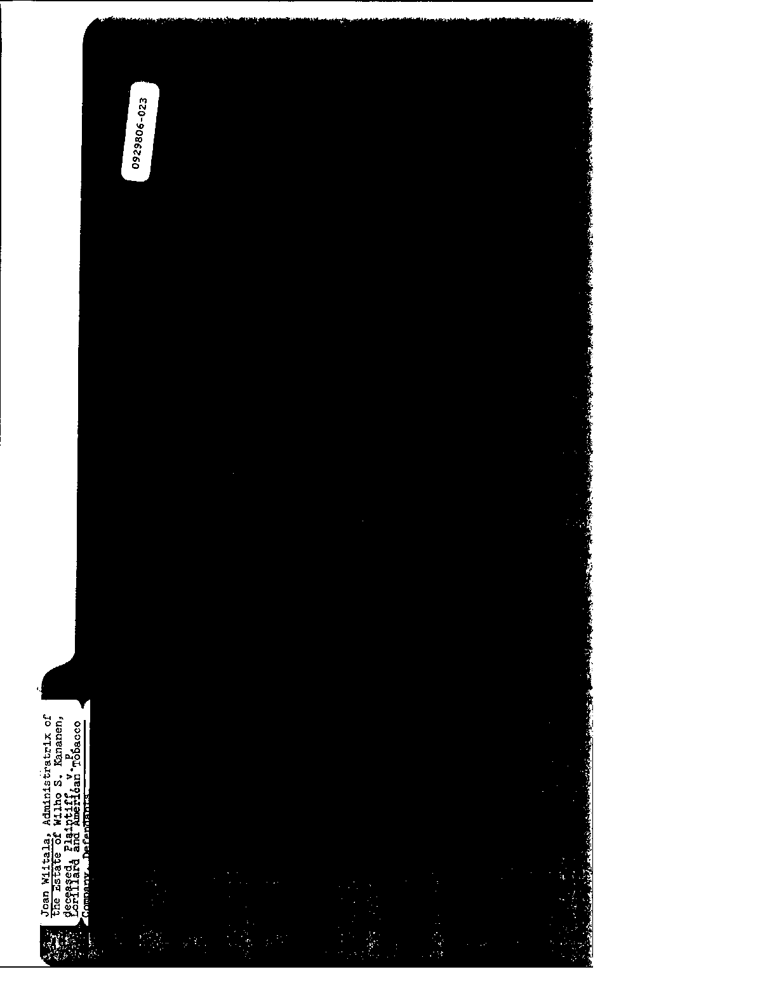 0929806-023
Joan Wiitala, Administratrix of
the Estate of Wilho S. Kananen,
deceased, Plaintiff, v. P.
Lorillard and American Tobacco
Company, Defendants.